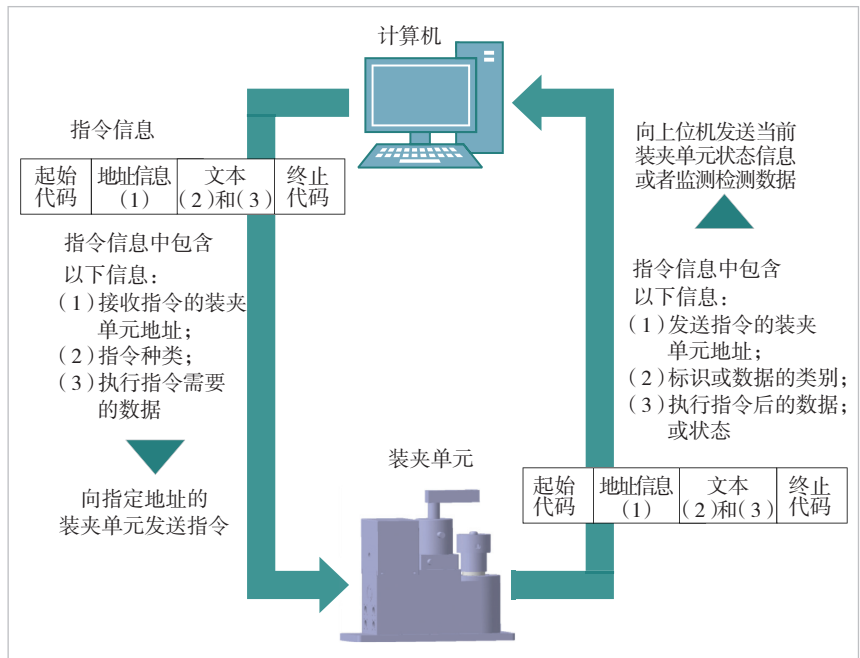 计算机
指令信息
起始
代码
地址信息
(1)
文本
(2)和(3)
终止
代码
指令信息中包含
以下信息：
(1)接收指令的装夹
单元地址；
(2)指令种类；
(3)执行指令需要
的数据
向指定地址的
装夹单元发送指令
装夹单元
向上位机发送当前
装夹单元状态信息
或者监测检测数据
指令信息中包含
以下信息：
(1)发送指令的装夹
单元地址；
(2)标识或数据的类别；
(3)执行指令后的数据；
或状态
起始
代码
地址信息
(1)
文本
(2)和(3)
终止
代码